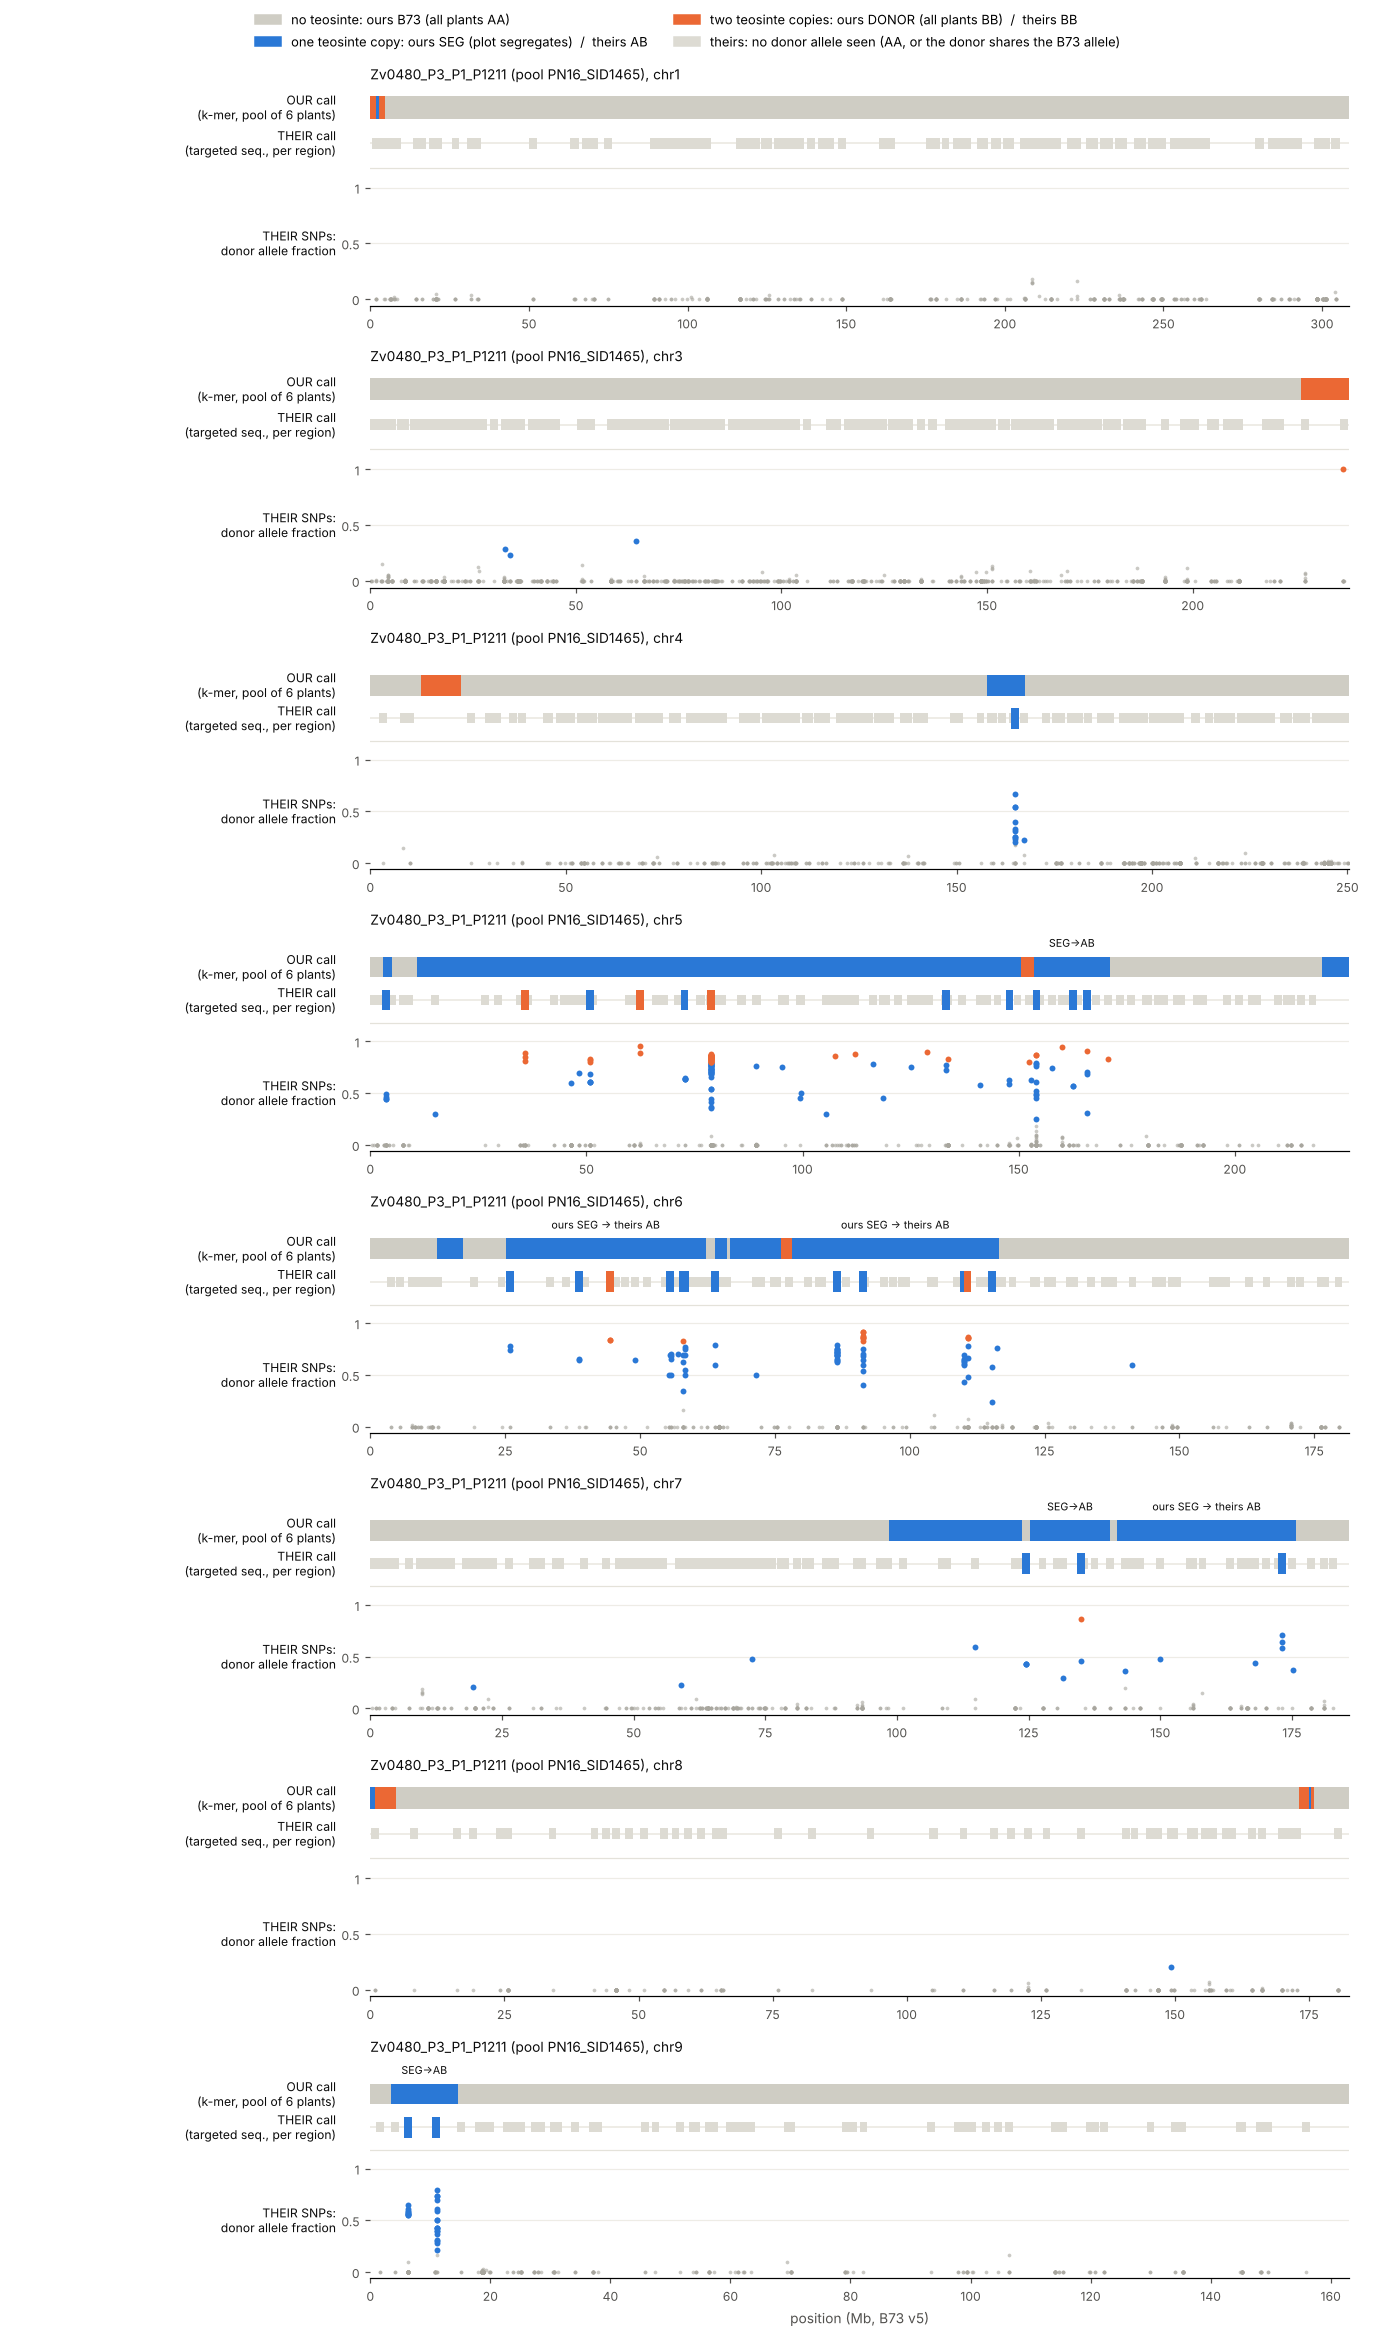 no teosinte: ours B73 (all plants AA)
two teosinte copies: ours DONOR (all plants BB)  /  theirs BB
one teosinte copy: ours SEG (plot segregates)  /  theirs AB
theirs: no donor allele seen (AA, or the donor shares the B73 allele)
Zv0480_P3_P1_P1211 (pool PN16_SID1465), chr1
OUR call
(k-mer, pool of 6 plants)
THEIR call
(targeted seq., per region)
1
THEIR SNPs:
donor allele fraction
0.5
0
0 50 100 150 200 250 300
Zv0480_P3_P1_P1211 (pool PN16_SID1465), chr3
OUR call
(k-mer, pool of 6 plants)
THEIR call
(targeted seq., per region)
1
THEIR SNPs:
donor allele fraction
0.5
0
0 50 100 150 200
Zv0480_P3_P1_P1211 (pool PN16_SID1465), chr4
OUR call
(k-mer, pool of 6 plants)
THEIR call
(targeted seq., per region)
1
THEIR SNPs:
donor allele fraction
0.5
0
0 50 100 150 200 250
Zv0480_P3_P1_P1211 (pool PN16_SID1465), chr5
SEG→AB
OUR call
(k-mer, pool of 6 plants)
THEIR call
(targeted seq., per region)
1
THEIR SNPs:
donor allele fraction
0.5
0
0 50 100 150 200
Zv0480_P3_P1_P1211 (pool PN16_SID1465), chr6
ours SEG → theirs AB ours SEG → theirs AB
OUR call
(k-mer, pool of 6 plants)
THEIR call
(targeted seq., per region)
1
THEIR SNPs:
donor allele fraction
0.5
0
0 25 50 75 100 125 150 175
Zv0480_P3_P1_P1211 (pool PN16_SID1465), chr7
SEG→AB ours SEG → theirs AB
OUR call
(k-mer, pool of 6 plants)
THEIR call
(targeted seq., per region)
1
THEIR SNPs:
donor allele fraction
0.5
0
0 25 50 75 100 125 150 175
Zv0480_P3_P1_P1211 (pool PN16_SID1465), chr8
OUR call
(k-mer, pool of 6 plants)
THEIR call
(targeted seq., per region)
1
THEIR SNPs:
donor allele fraction
0.5
0
0 25 50 75 100 125 150 175
Zv0480_P3_P1_P1211 (pool PN16_SID1465), chr9
SEG→AB
OUR call
(k-mer, pool of 6 plants)
THEIR call
(targeted seq., per region)
1
THEIR SNPs:
donor allele fraction
0.5
0
0 20 40 60 80 100 120 140 160
position (Mb, B73 v5)